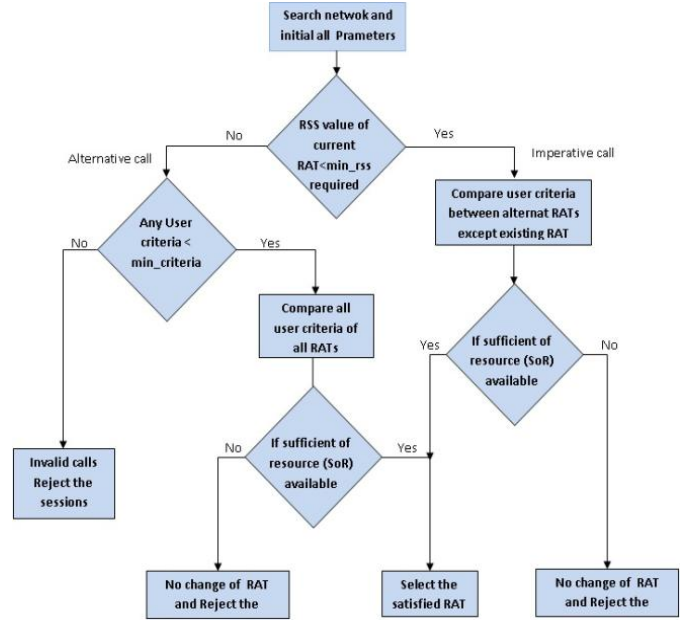 Search netwok and
initial all Prameters
RSS value of
current
RAT<min_rss
required
No
Yes
Alternative call
Imperative call
Any User
criteria <
min_criteria
Compare user criteria
between alternat RATs
except existing RAT
No
Yes
Compare all
user criteria of
all RATs
If sufficient of
resource (SoR)
available
Yes
No
If sufficient of
resource (SoR)
available
No
Yes
Invalid calls
Reject the
sessions
No change of RAT
and Reject the
Select the
satisfied RAT
No change of RAT
and Reject the